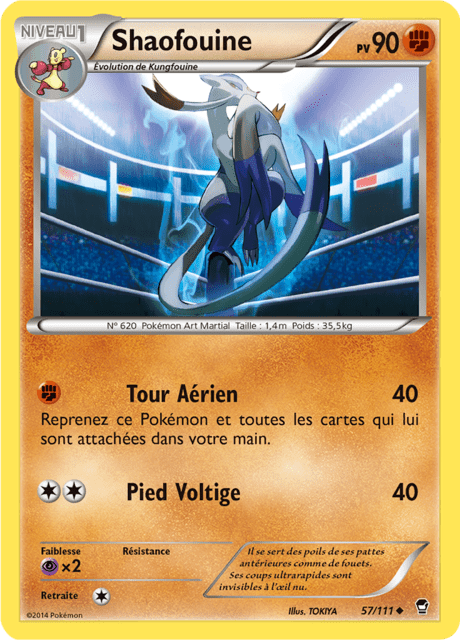 NIVEAU 1
Shaofouine
PV 90
Évolution de Kungfouine
N° 620 Pokémon Art Martial Taille : 1,4m Poids : 35,5kg
Tour Aérien 40
Reprenez ce Pokémon et toutes les cartes qui lui
sont attachées dans votre main.
Pied Voltige 40
Faiblesse
Résistance
×2
Retraite
Il se sert des poils de ses pattes
antérieures comme de fouets.
Ses coups ultrarapides sont
invisibles à l'œil nu.
©2014 Pokémon
Illus. TOKIYA
57/111